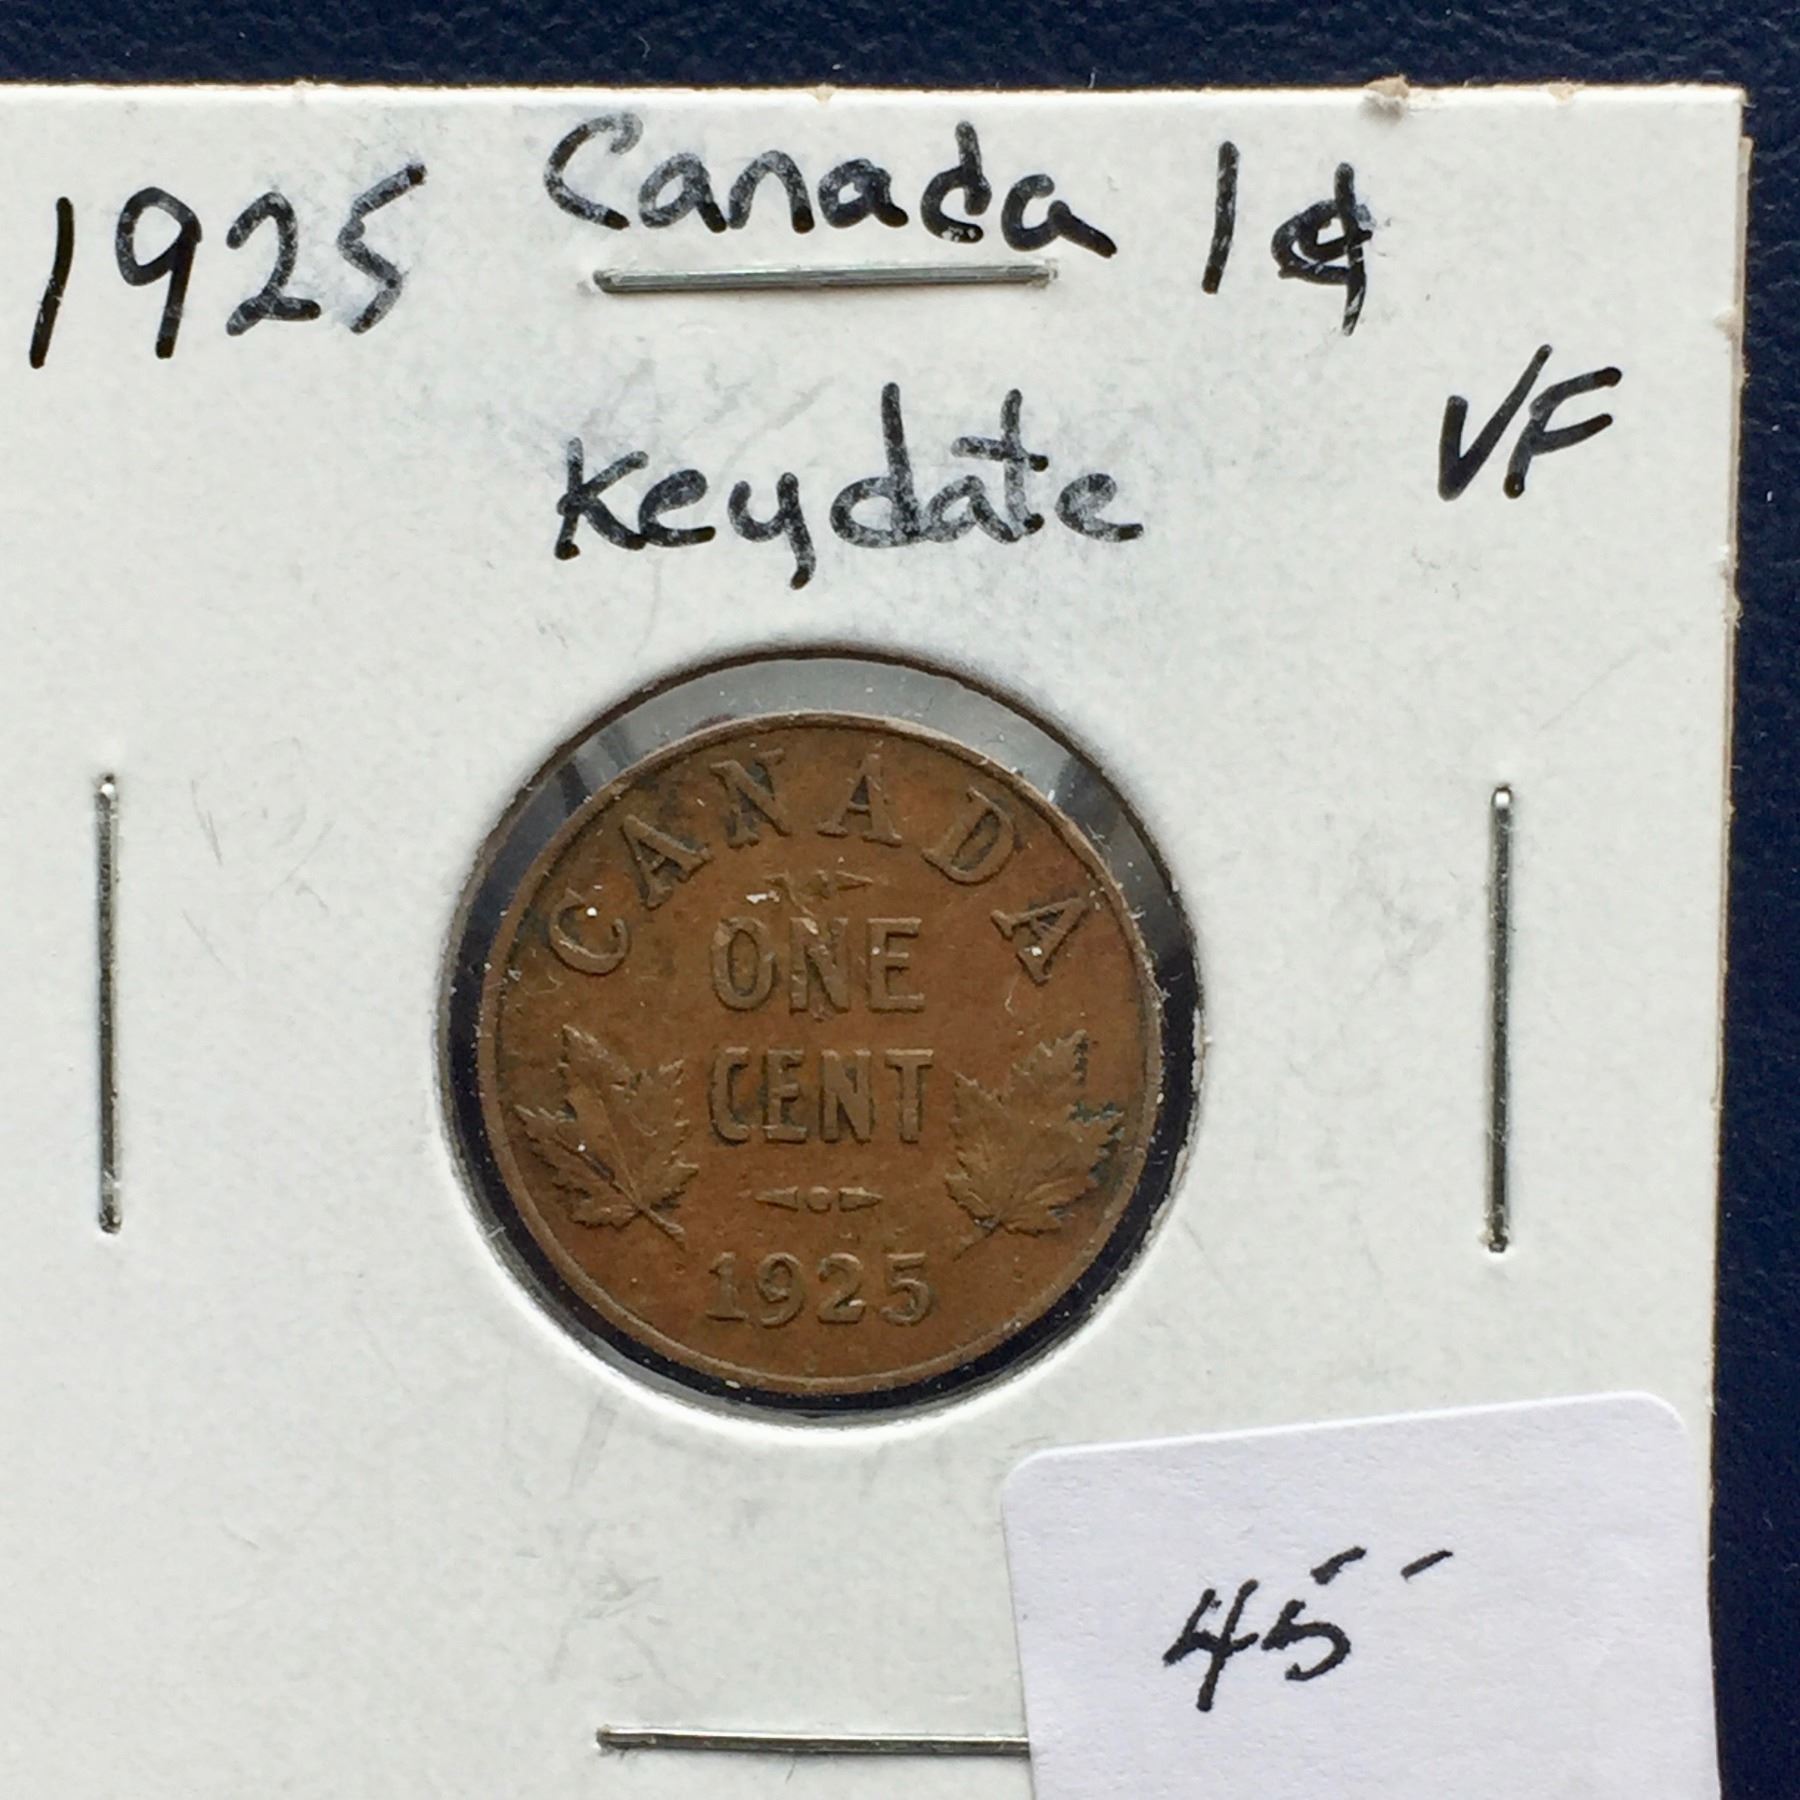 1925 Canada 1¢
Keydate VF
CANADA
ONE
CENT
1925
45-